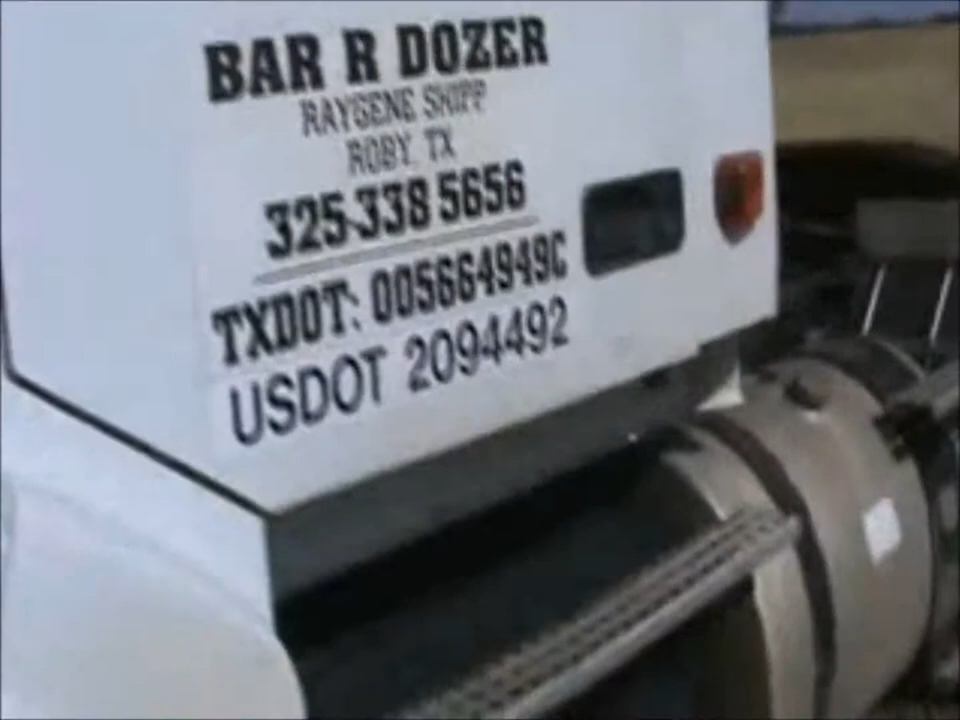 BAR R DOZER
RAYGENE SHIPP
ROBY, TX
325-338 5656
TXDOT: 005664949C
USDOT 2094492